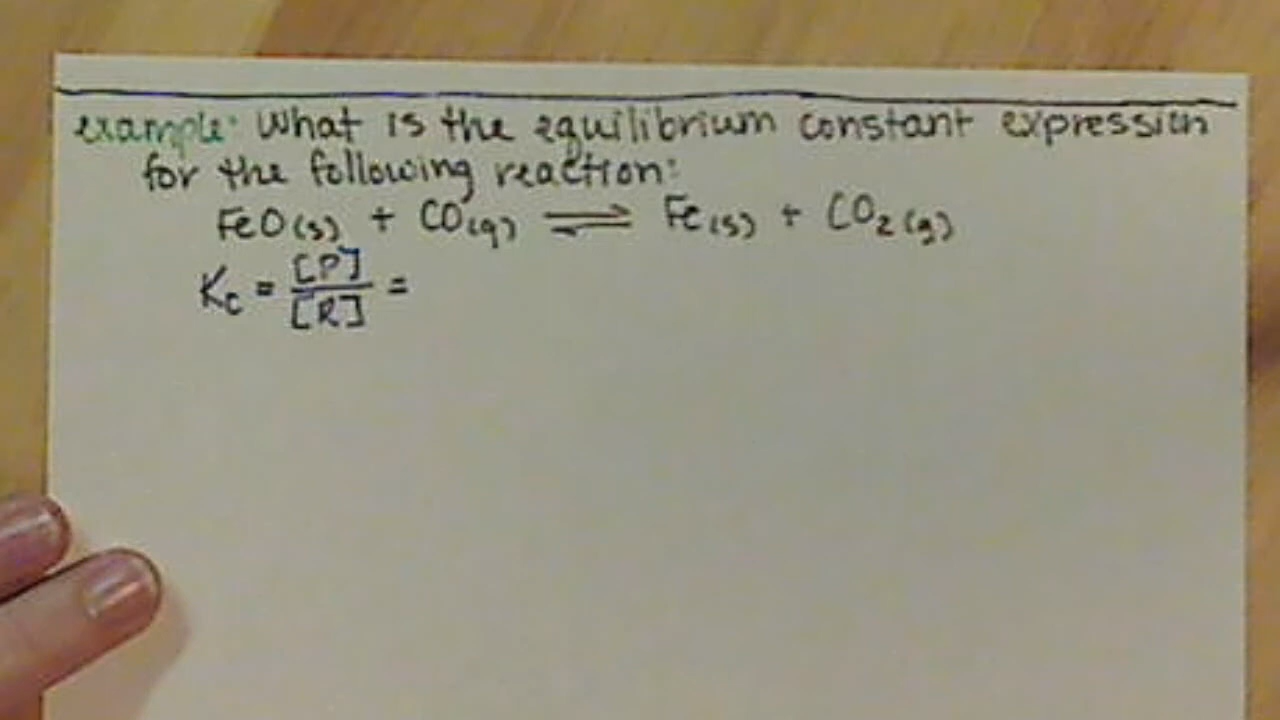 example: What is the equilibrium constant expression
for the following reaction:
FeO(s) + CO(g) ⇌ Fe(s) + CO₂(g)
Kc = [P]/[R] =